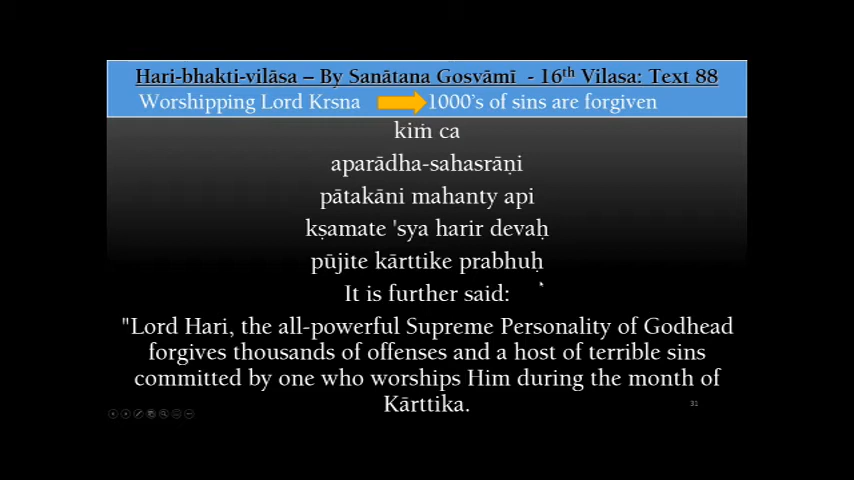 Hari-bhakti-vilāsa – By Sanātana Gosvāmī - 16th Vilasa: Text 88
Worshipping Lord Krsna 1000's of sins are forgiven
kiṁ ca
aparādha-sahasrāṇi
pātakāni mahanty api
kṣamate 'sya harir devaḥ
pūjite kārttike prabhuḥ
It is further said:
"Lord Hari, the all-powerful Supreme Personality of Godhead
forgives thousands of offenses and a host of terrible sins
committed by one who worships Him during the month of
Kārttika.
31